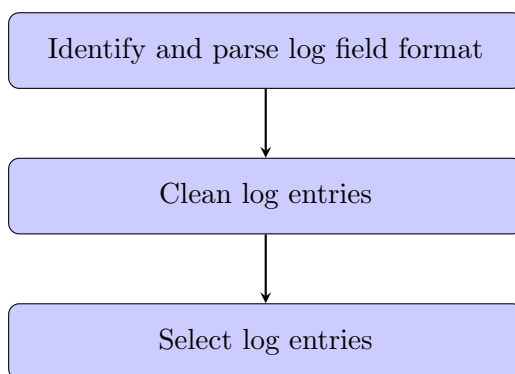 Identify and parse log field format
Clean log entries
Select log entries